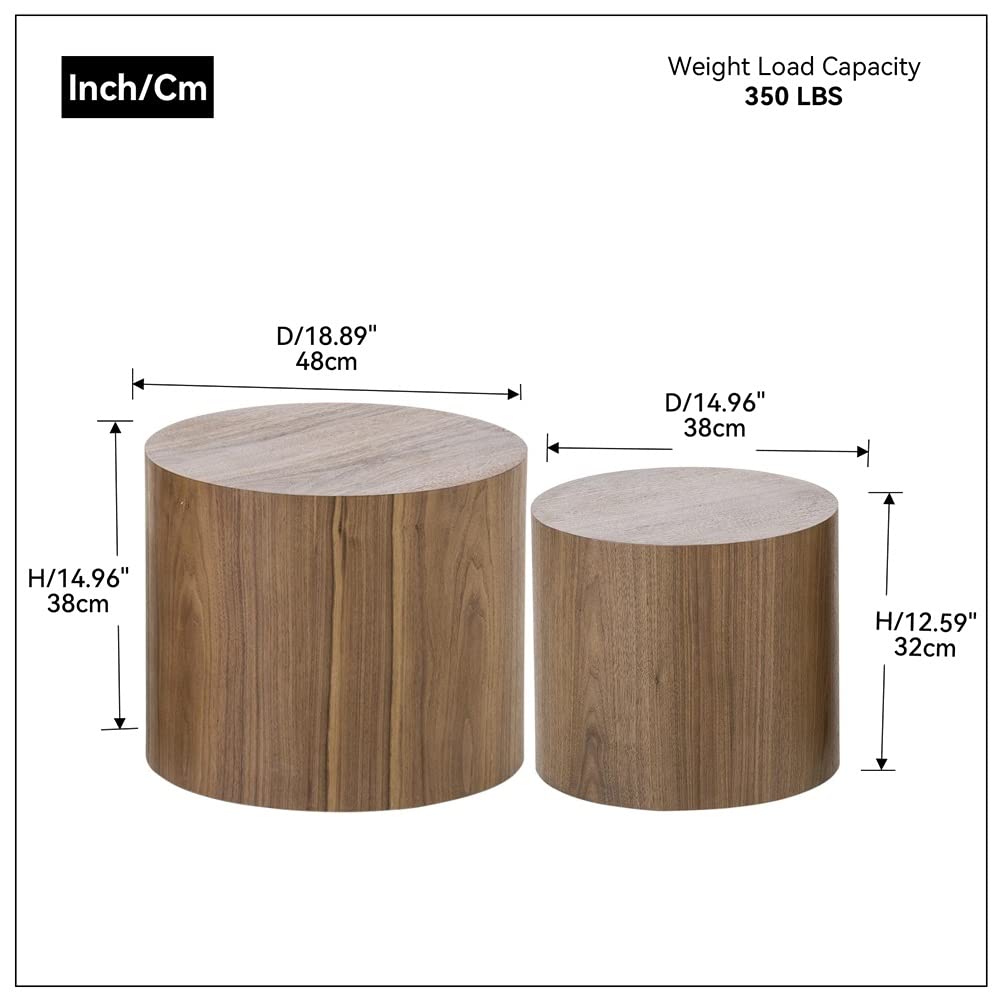 Inch/Cm
Weight Load Capacity
350 LBS
D/18.89"
48cm
D/14.96"
38cm
H/14.96"
38cm
H/12.59"
32cm